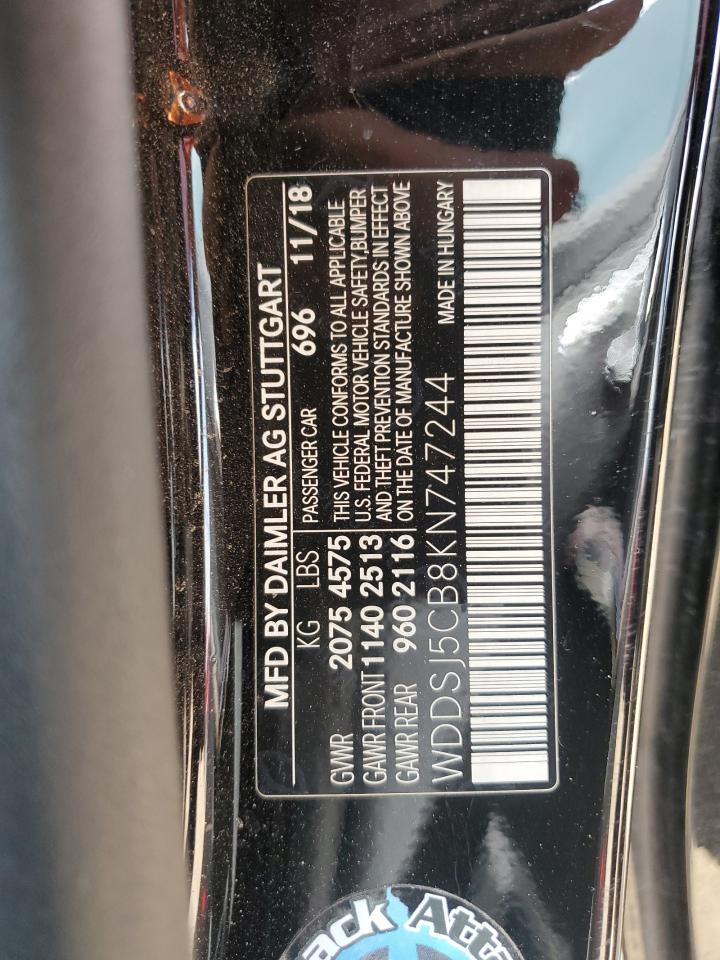 MFD BY DAIMLER AG STUTTGART
KG LBS PASSENGER CAR 696 11/18
GVWR 2075 4575 THIS VEHICLE CONFORMS TO ALL APPLICABLE
GAWR FRONT 1140 2513 U.S. FEDERAL MOTOR VEHICLE SAFETY,BUMPER
AND THEFT PREVENTION STANDARDS IN EFFECT
GAWR REAR 960 2116 ON THE DATE OF MANUFACTURE SHOWN ABOVE
WDDSJ5CB8KN747244 MADE IN HUNGARY